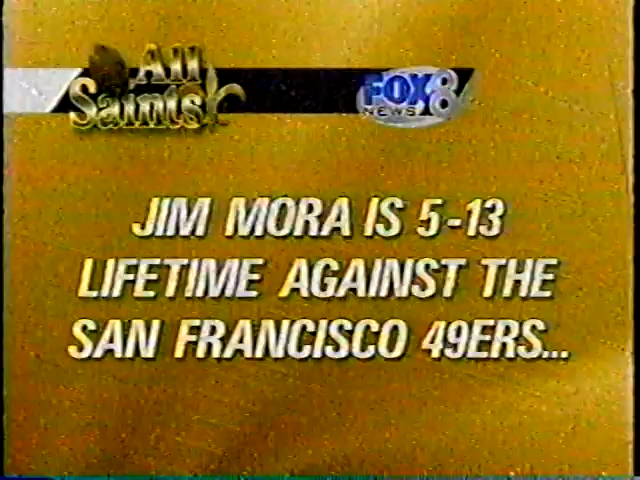 All
Saints
FOX 8
NEWS
JIM MORA IS 5-13
LIFETIME AGAINST THE
SAN FRANCISCO 49ERS...